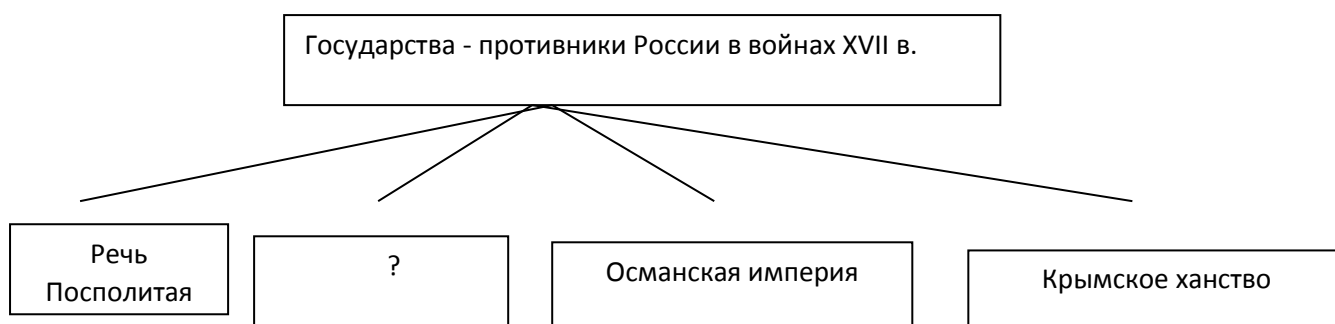 Государства - противники России в войнах XVII в.
Речь
Посполитая
?
Османская империя
Крымское ханство